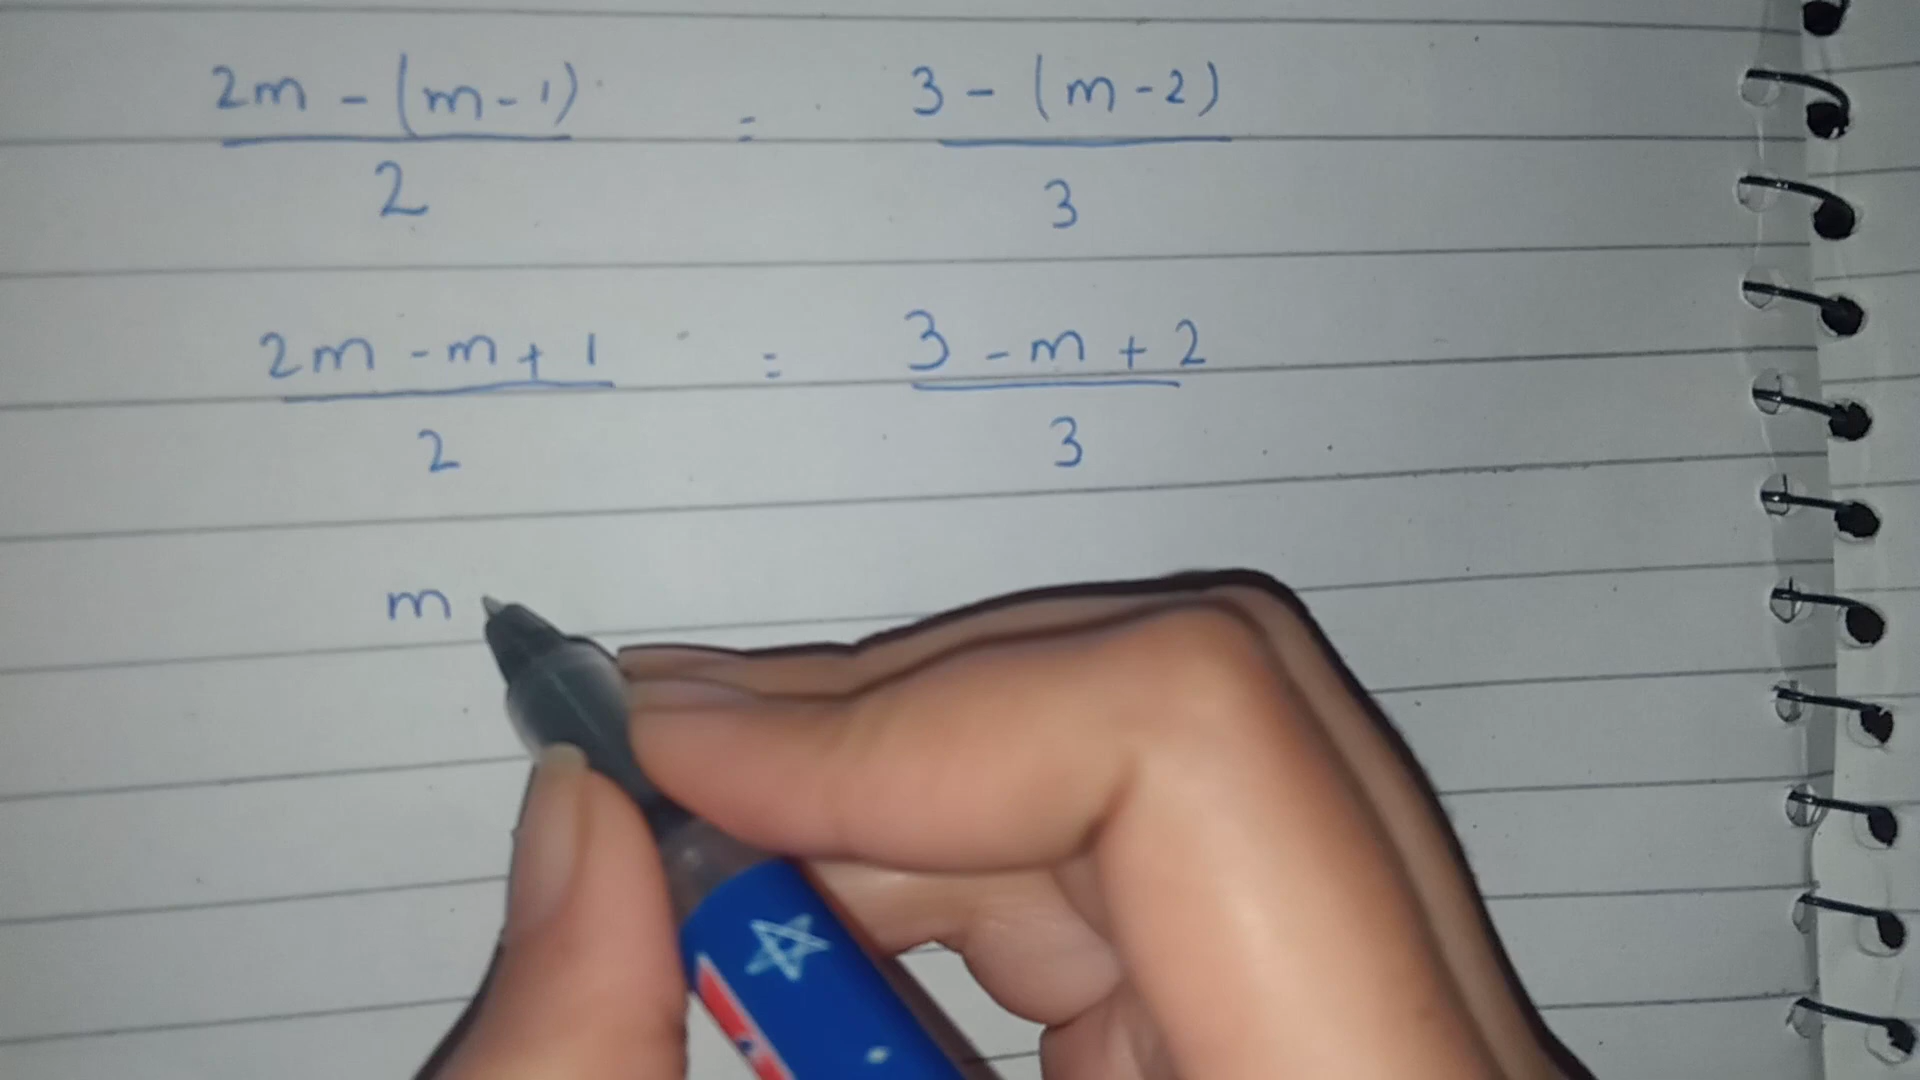 2m - (m - 1) = 3 - (m - 2)
2 3
2m - m + 1 = 3 - m + 2
2 3
m